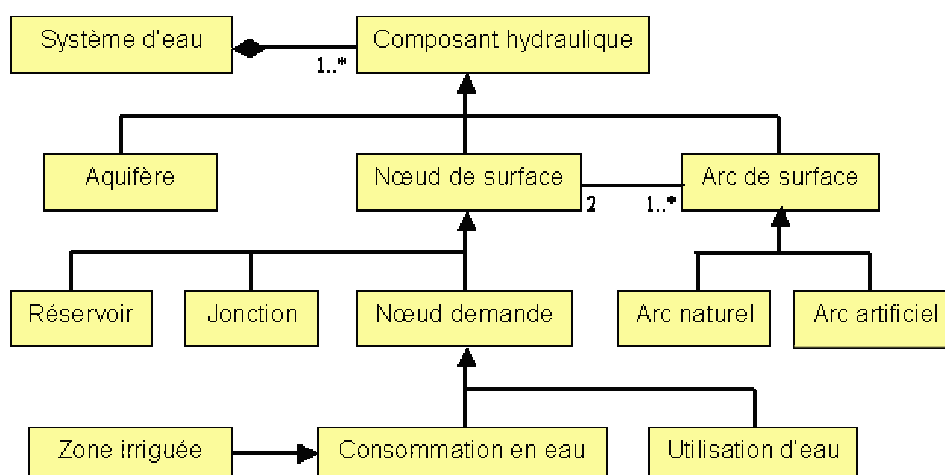 Système d'eau
Composant hydraulique
1..*
Aquifère
Nœud de surface
Arc de surface
2
1..*
Réservoir
Jonction
Nœud demande
Arc naturel
Arc artificiel
Zone irriguée
Consommation en eau
Utilisation d'eau